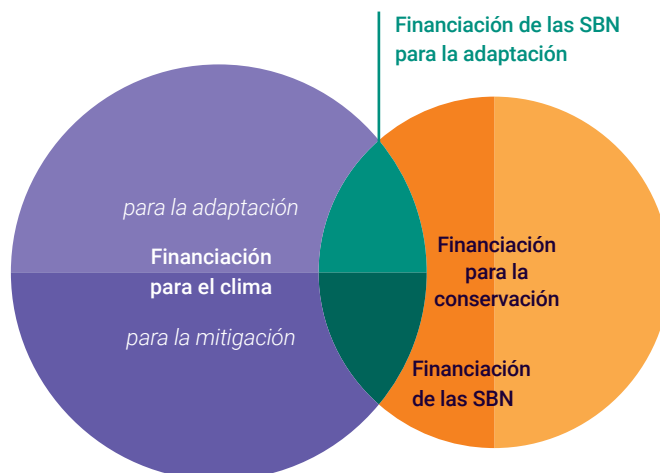 Financiación de las SBN
para la adaptación
para la adaptación
Financiación
para el clima
para la mitigación
Financiación
para la
conservación
Financiación
de las SBN